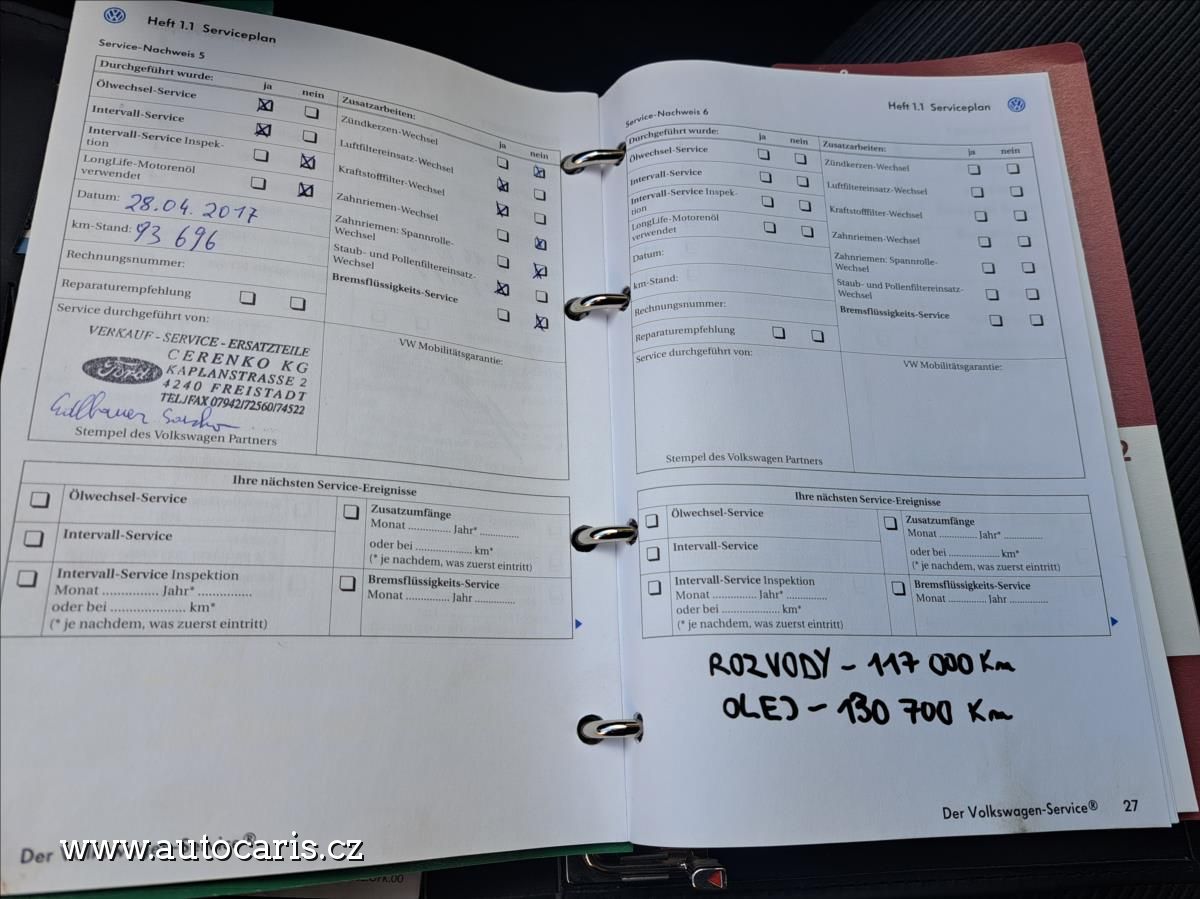 Heft 1.1 Serviceplan
Service-Nachweis 5
Durchgeführt wurde:
ja
nein
Ölwechsel-Service
Intervall-Service
Intervall-Service Inspek-
tion
LongLife-Motorenöl
verwendet
Datum: 28.04.2017
km-Stand: 93 696
Rechnungsnummer:
Reparaturempfehlung
Service durchgeführt von:
VERKAUF - SERVICE - ERSATZTEILE
Ford
CERENKO KG
KAPLANSTRASSE 2
4240 FREISTADT
TEL./FAX 07942/72560/74522
Stempel des Volkswagen Partners
Zusatzarbeiten:
ja
nein
Zündkerzen-Wechsel
Luftfiltereinsatz-Wechsel
Kraftstofffilter-Wechsel
Zahnriemen-Wechsel
Zahnriemen: Spannrolle-
Wechsel
Staub- und Pollenfiltereinsatz-
Wechsel
Bremsflüssigkeits-Service
VW Mobilitätsgarantie:
Ihre nächsten Service-Ereignisse
Ölwechsel-Service
Intervall-Service
Intervall-Service Inspektion
Monat ............... Jahr* .....................
oder bei .................... km*
(* je nachdem, was zuerst eintritt)
Zusatzumfänge
Monat ............ Jahr* ..................
oder bei ..................... km*
(* je nachdem, was zuerst eintritt)
Bremsflüssigkeits-Service
Monat ............ Jahr .............
Der
Heft 1.1 Serviceplan
Service-Nachweis 6
Durchgeführt wurde:
ja
nein
Ölwechsel-Service
Intervall-Service
Intervall-Service Inspek-
tion
LongLife-Motorenöl
verwendet
Datum:
km-Stand:
Rechnungsnummer:
Reparaturempfehlung
Service durchgeführt von:
Stempel des Volkswagen Partners
Zusatzarbeiten:
ja
nein
Zündkerzen-Wechsel
Luftfiltereinsatz-Wechsel
Kraftstofffilter-Wechsel
Zahnriemen-Wechsel
Zahnriemen: Spannrolle-
Wechsel
Staub- und Pollenfiltereinsatz-
Wechsel
Bremsflüssigkeits-Service
VW Mobilitätsgarantie:
Ihre nächsten Service-Ereignisse
Ölwechsel-Service
Intervall-Service
Intervall-Service Inspektion
Monat ............ Jahr* ..............
oder bei ..................... km*
(* je nachdem, was zuerst eintritt)
Zusatzumfänge
Monat ............ Jahr* ..............
oder bei .................... km*
(* je nachdem, was zuerst eintritt)
Bremsflüssigkeits-Service
Monat ............ Jahr .............
ROZVODY - 117 000 Km
OLEJ - 130 700 Km
Der Volkswagen-Service® 27
www.autocaris.cz